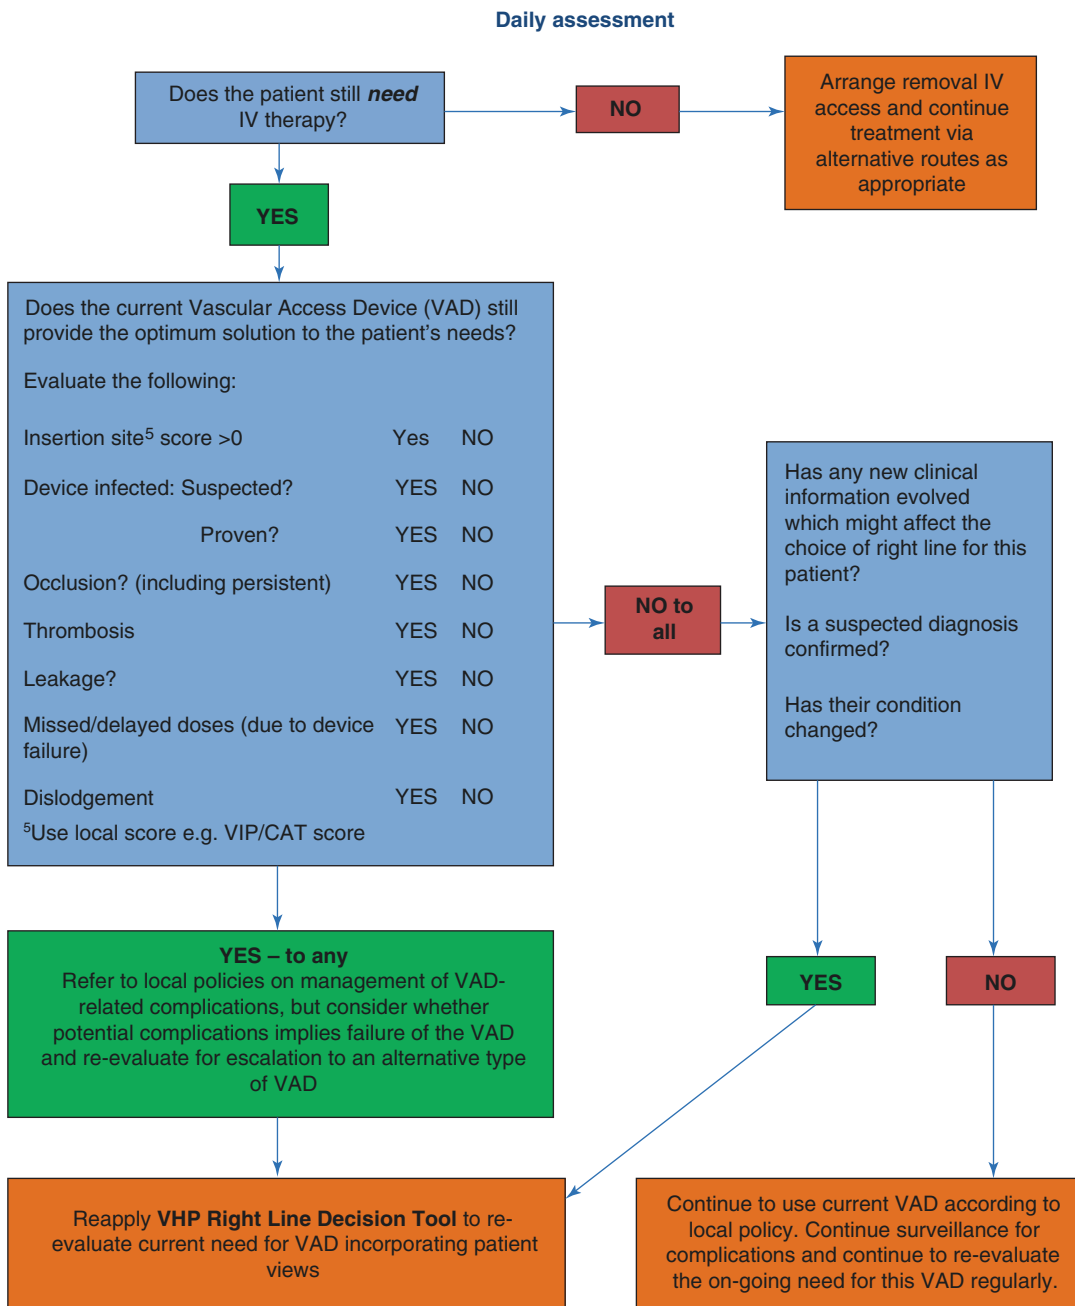 Daily assessment
Does the patient still need
IV therapy?
NO
Arrange removal IV
access and continue
treatment via
alternative routes as
appropriate
YES
Does the current Vascular Access Device (VAD) still
provide the optimum solution to the patient's needs?
Evaluate the following:
Insertion site⁵ score >0 Yes NO
Device infected: Suspected? YES NO
Proven? YES NO
Occlusion? (including persistent) YES NO
Thrombosis YES NO
Leakage? YES NO
Missed/delayed doses (due to device YES NO
failure)
Dislodgement YES NO
⁵Use local score e.g. VIP/CAT score
NO to
all
Has any new clinical
information evolved
which might affect the
choice of right line for this
patient?
Is a suspected diagnosis
confirmed?
Has their condition
changed?
YES – to any
Refer to local policies on management of VAD-
related complications, but consider whether
potential complications implies failure of the VAD
and re-evaluate for escalation to an alternative type
of VAD
YES
NO
Reapply VHP Right Line Decision Tool to re-
evaluate current need for VAD incorporating patient
views
Continue to use current VAD according to
local policy. Continue surveillance for
complications and continue to re-evaluate
the on-going need for this VAD regularly.